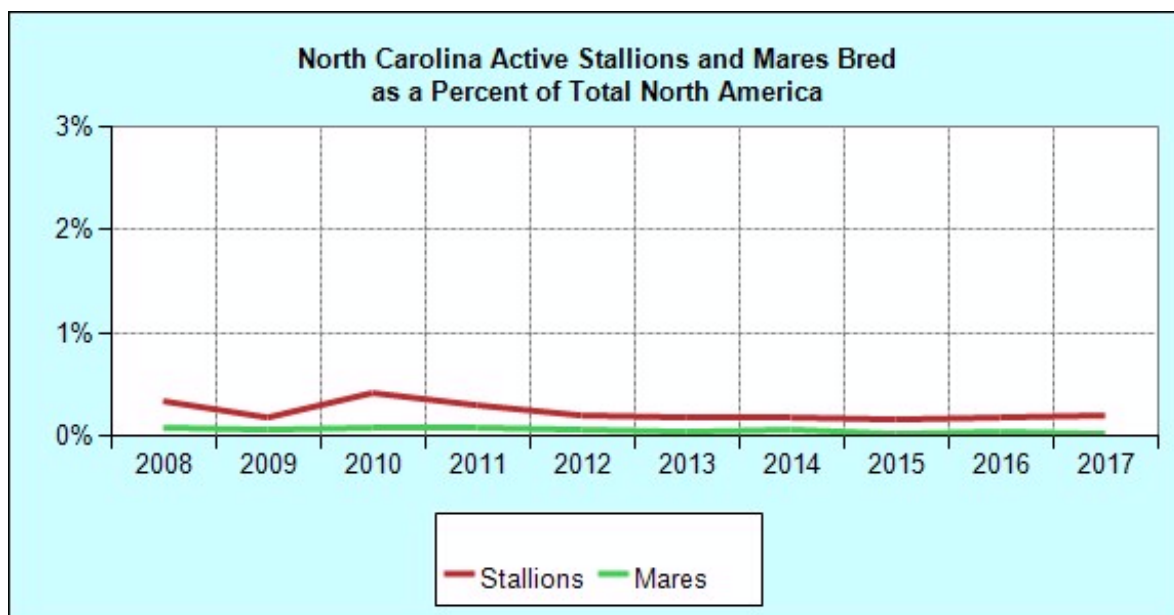 North Carolina Active Stallions and Mares Bred
as a Percent of Total North America
3%
2%
1%
0%
2008 2009 2010 2011 2012 2013 2014 2015 2016 2017
Stallions Mares